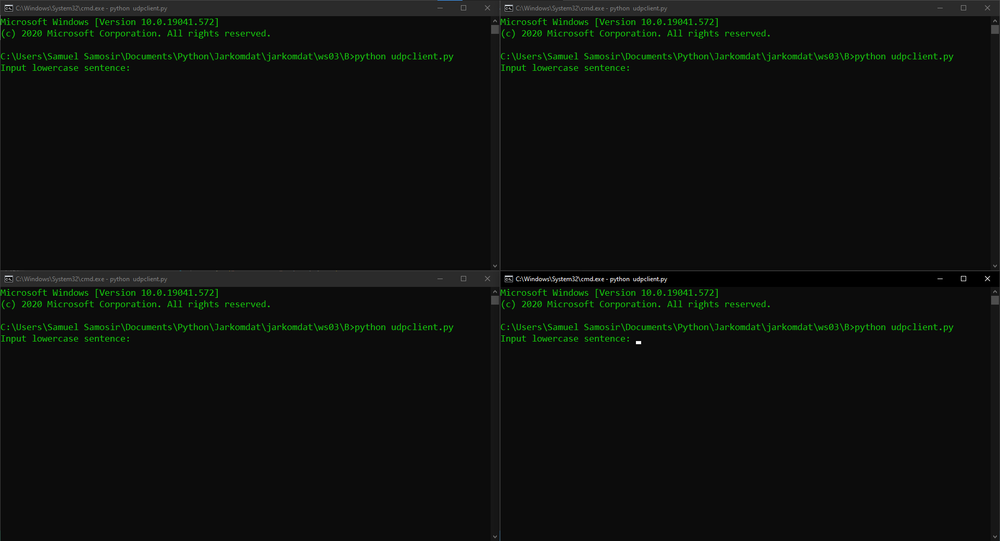 C:\Windows\System32\cmd.exe - python  udpclient.py
Microsoft Windows [Version 10.0.19041.572]
(c) 2020 Microsoft Corporation. All rights reserved.
C:\Users\Samuel Samosir\Documents\Python\Jarkomdat\jarkomdat\ws03\B>python udpclient.py
Input lowercase sentence:
C:\Windows\System32\cmd.exe - python  udpclient.py
Microsoft Windows [Version 10.0.19041.572]
(c) 2020 Microsoft Corporation. All rights reserved.
C:\Users\Samuel Samosir\Documents\Python\Jarkomdat\jarkomdat\ws03\B>python udpclient.py
Input lowercase sentence:
C:\Windows\System32\cmd.exe - python  udpclient.py
Microsoft Windows [Version 10.0.19041.572]
(c) 2020 Microsoft Corporation. All rights reserved.
C:\Users\Samuel Samosir\Documents\Python\Jarkomdat\jarkomdat\ws03\B>python udpclient.py
Input lowercase sentence:
C:\Windows\System32\cmd.exe - python  udpclient.py
Microsoft Windows [Version 10.0.19041.572]
(c) 2020 Microsoft Corporation. All rights reserved.
C:\Users\Samuel Samosir\Documents\Python\Jarkomdat\jarkomdat\ws03\B>python udpclient.py
Input lowercase sentence: